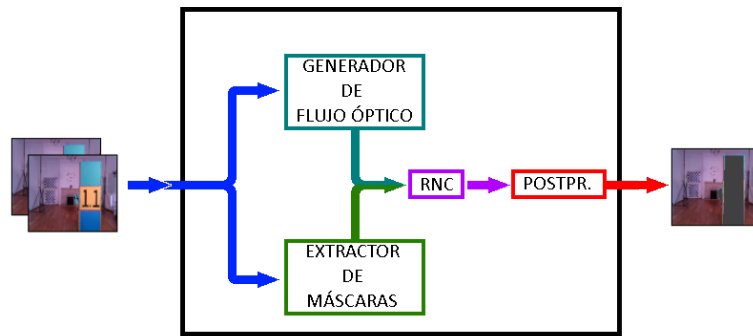 GENERADOR
DE
FLUJO ÓPTICO
11
RNC
POSTPR.
EXTRACTOR
DE
MÁSCARAS